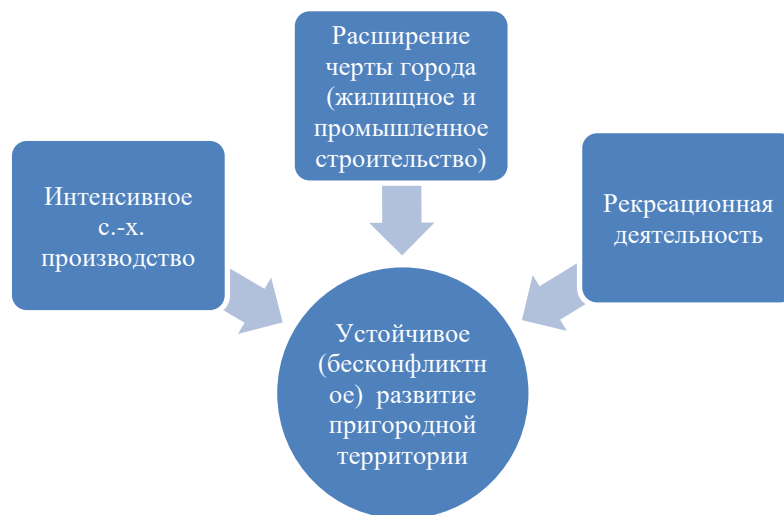 Расширение
черты города
(жилищное и
промышленное
строительство)
Интенсивное
с.-х.
производство
Рекреационная
деятельность
Устойчивое
(бесконфликтн
ое) развитие
пригородной
территории